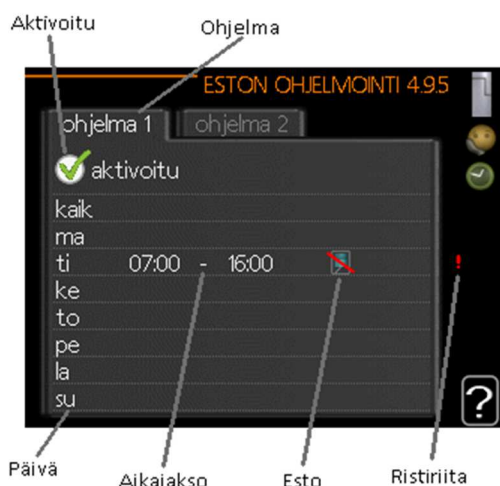 Aktivoitu
Ohjelma
ESTON OHJELMOINTI 4.9.5
ohjelma 1 ohjelma 2
aktivoitu
kaik
ma
ti 07:00 - 16:00 !
ke
to
pe
la
su
?
Päivä
Aikajakso
Esto
Ristiriita